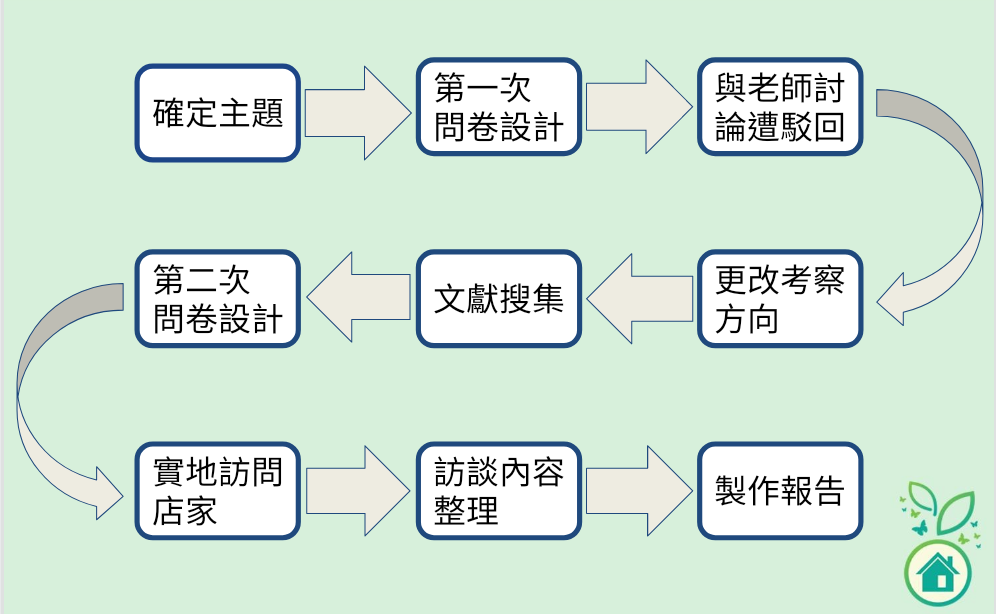 確定主題
第一次
問卷設計
與老師討
論遭駁回
更改考察
方向
文獻搜集
第二次
問卷設計
實地訪問
店家
訪談內容
整理
製作報告